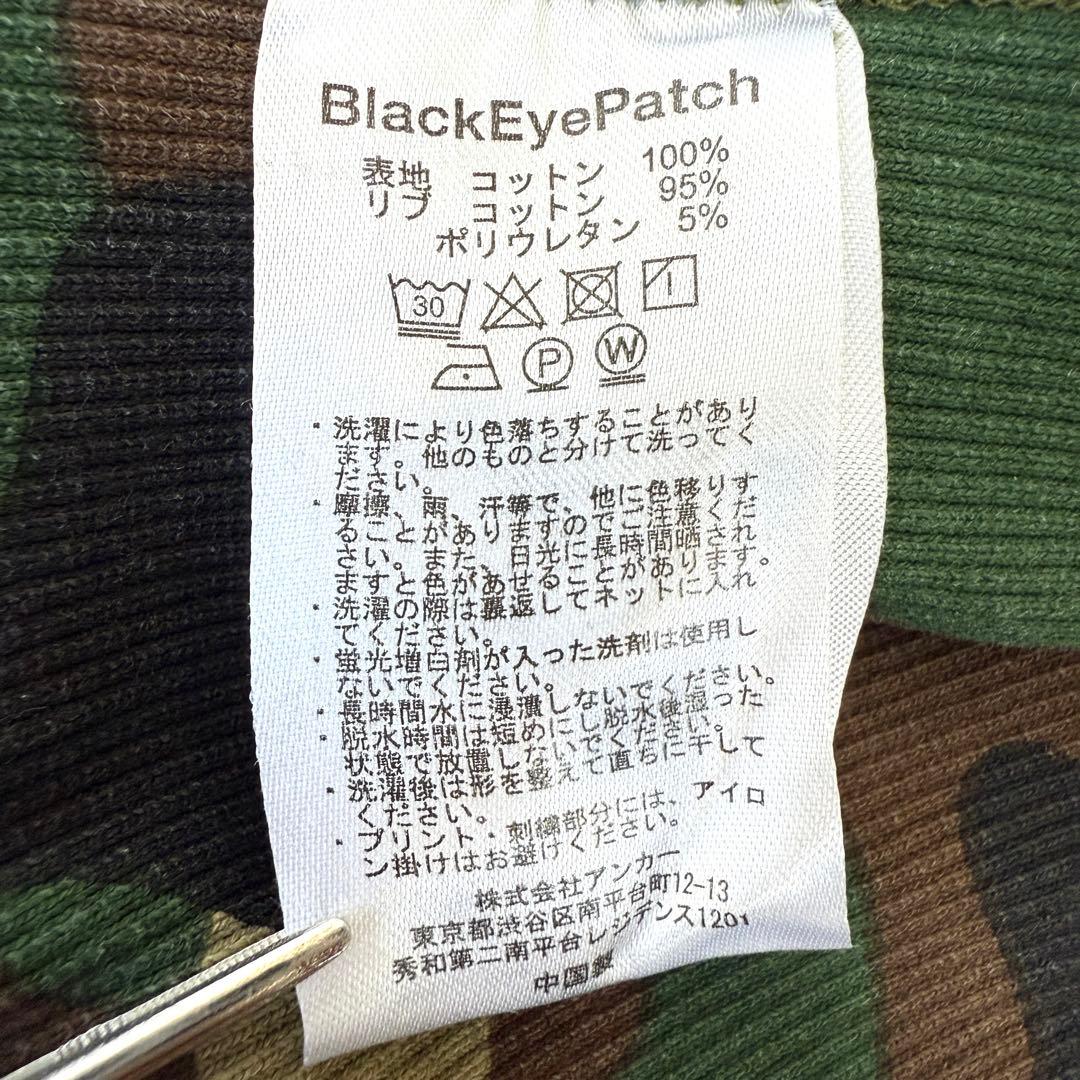 BlackEyePatch
表地 コットン 100%
リブ コットン 95%
ポリウレタン 5%
30
P W
・洗濯により色落ちすることがあり
ます。他のものと分けて洗ってく
ださい。
・摩擦、雨、汗等で、他に色移りす
ることがありますのでご注意くだ
さい。また、日光に長時間晒され
ますと色があせることがあります。
・洗濯の際は裏返してネットに入れ
てください。
・蛍光増白剤が入った洗剤は使用し
ないでください。
・長時間水に浸漬しないでください。
・脱水時間は短めにし脱水後湿った
状態で放置しないでください。
・洗濯後は形を整えて直ちに干して
ください。
・プリント・刺繍部分には、アイロ
ン掛けはお避けください。
株式会社アンカー
東京都渋谷区南平台町12-13
秀和第二南平台レジデンス1201
中国製